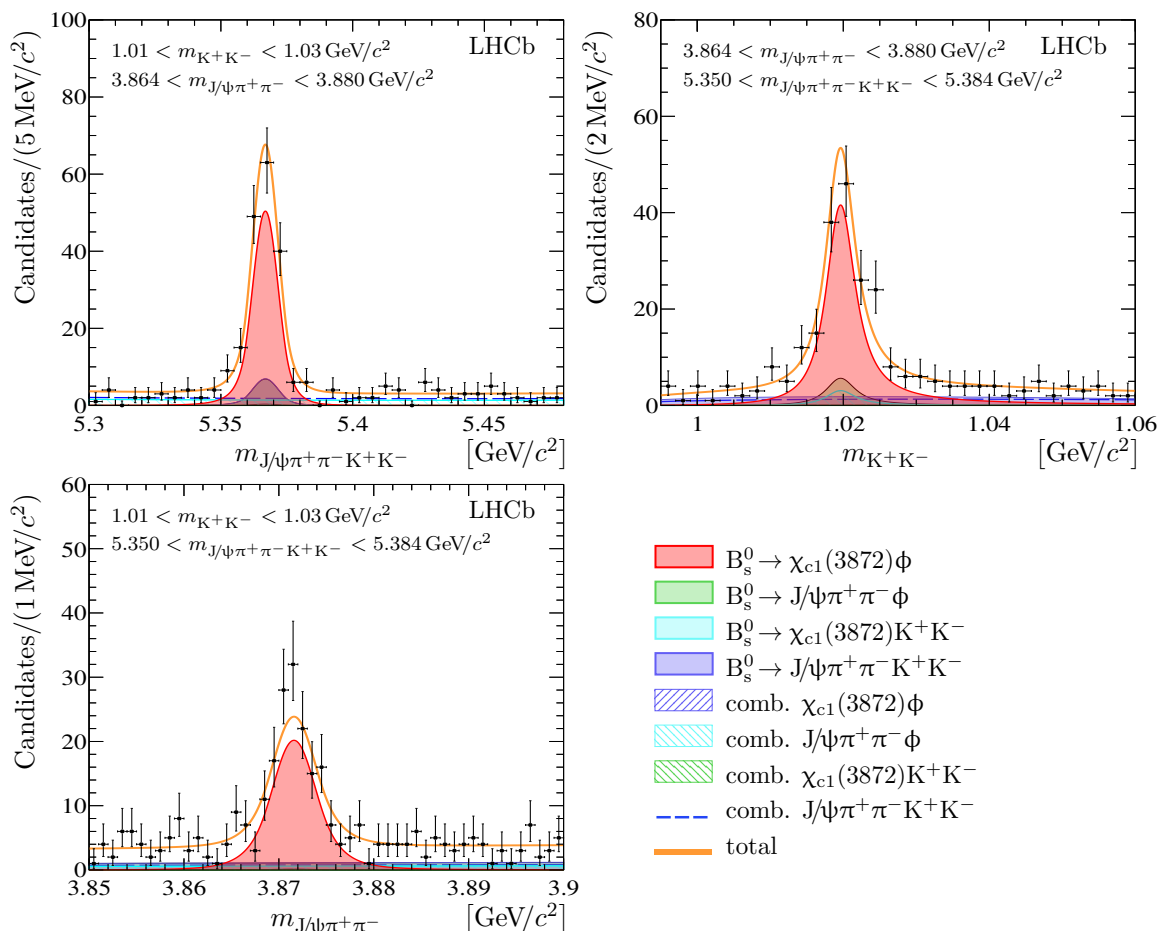 Candidates/(5 MeV/c²)
100
80
60
40
20
0
1.01 < m_K⁺K⁻ < 1.03 GeV/c²
LHCb
3.864 < m_J/ψπ⁺π⁻ < 3.880 GeV/c²
5.3 5.35 5.4 5.45
m_J/ψπ⁺π⁻K⁺K⁻ [GeV/c²]
Candidates/(2 MeV/c²)
80
60
40
20
0
3.864 < m_J/ψπ⁺π⁻ < 3.880 GeV/c²
LHCb
5.350 < m_J/ψπ⁺π⁻K⁺K⁻ < 5.384 GeV/c²
1 1.02 1.04 1.06
m_K⁺K⁻ [GeV/c²]
Candidates/(1 MeV/c²)
60
50
40
30
20
10
0
1.01 < m_K⁺K⁻ < 1.03 GeV/c²
LHCb
5.350 < m_J/ψπ⁺π⁻K⁺K⁻ < 5.384 GeV/c²
3.85 3.86 3.87 3.88 3.89 3.9
m_J/ψπ⁺π⁻ [GeV/c²]
B⁰ₛ → χc1(3872)ϕ
B⁰ₛ → J/ψπ⁺π⁻ϕ
B⁰ₛ → χc1(3872)K⁺K⁻
B⁰ₛ → J/ψπ⁺π⁻K⁺K⁻
comb. χc1(3872)ϕ
comb. J/ψπ⁺π⁻ϕ
comb. χc1(3872)K⁺K⁻
comb. J/ψπ⁺π⁻K⁺K⁻
total